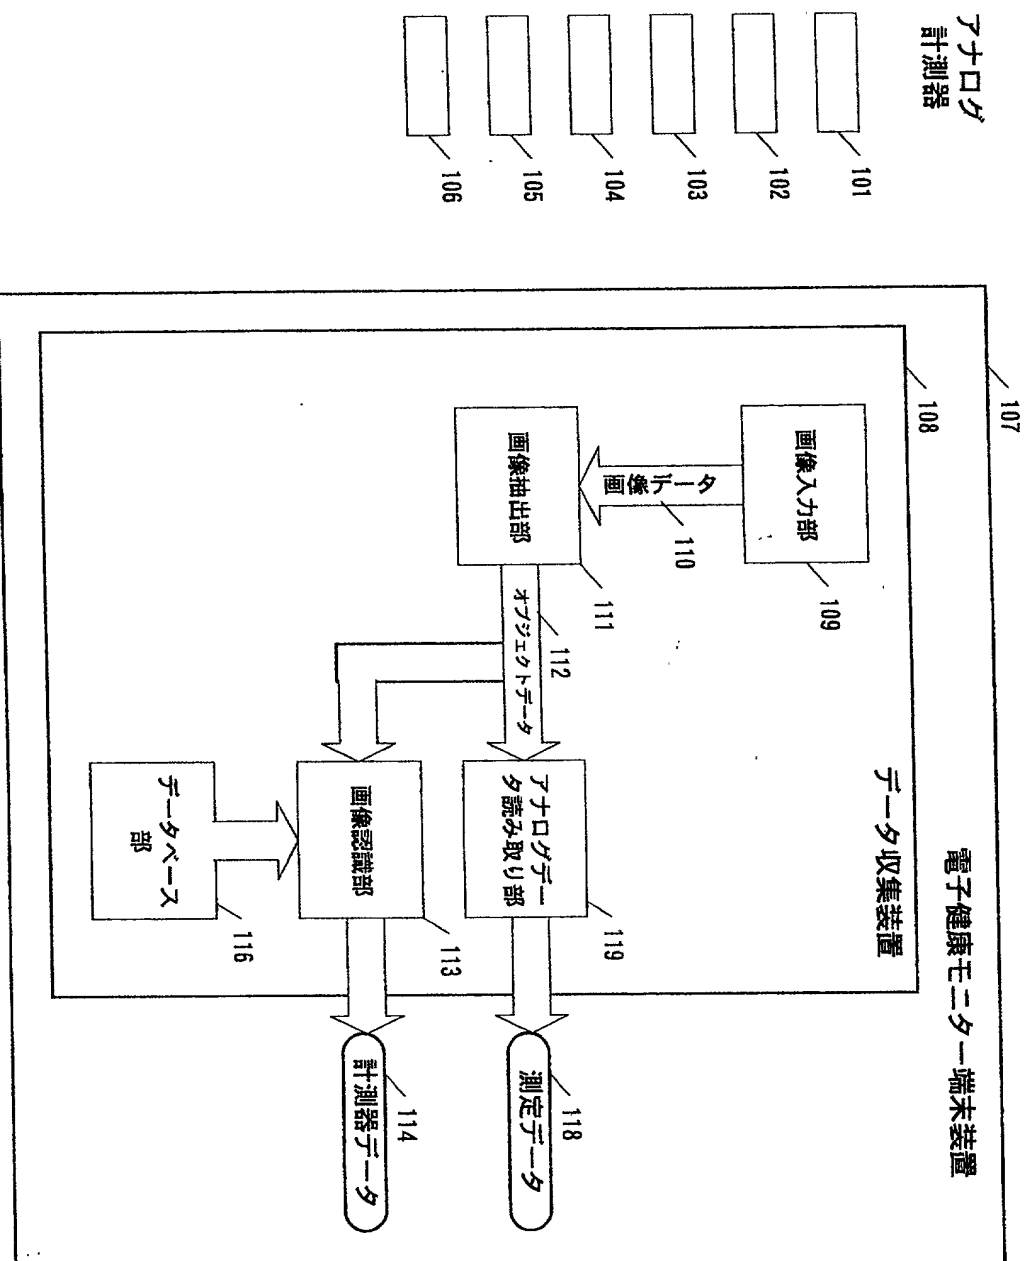 アナログ
計測器
101
102
103
104
105
106
107
電子健康モニター端末装置
108
データ収集装置
画像入力部
109
画像データ
110
画像抽出部
111
オブジェクトデータ
112
アナログデー
タ読み取り部
119
測定データ
118
画像認識部
113
計測器データ
114
データベース
部
116